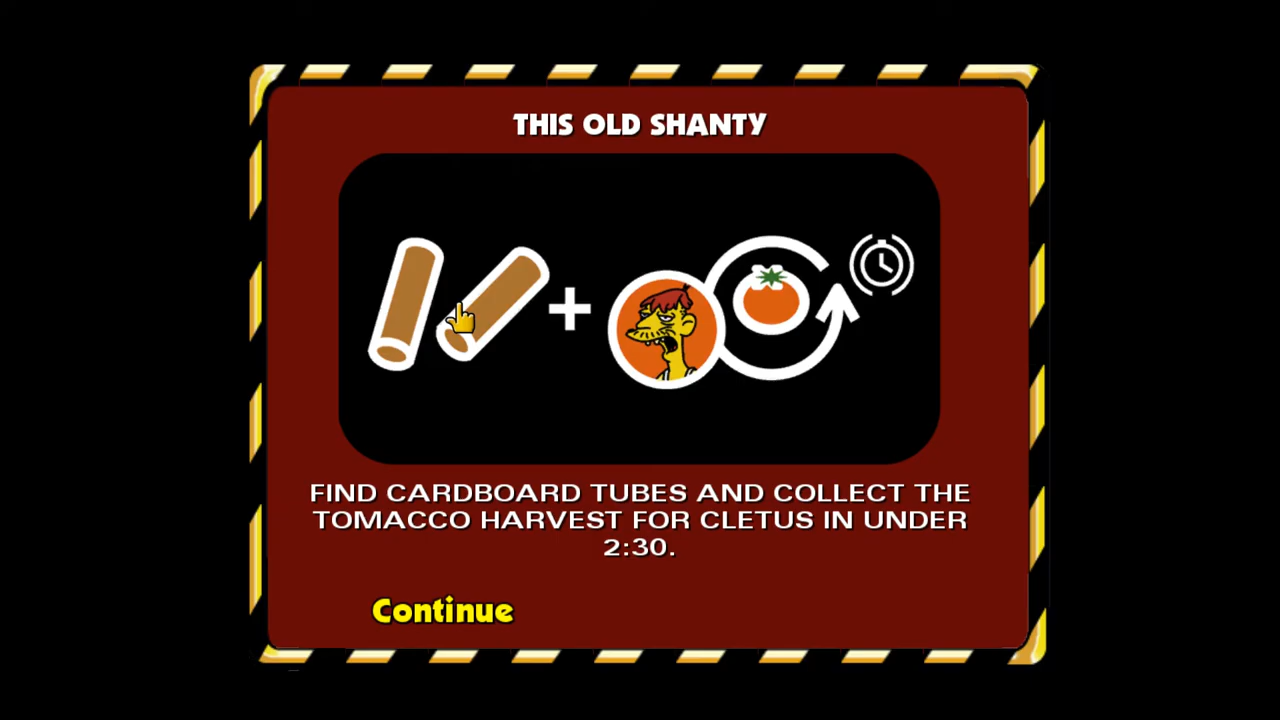 THIS OLD SHANTY
FIND CARDBOARD TUBES AND COLLECT THE
TOMACCO HARVEST FOR CLETUS IN UNDER
2:30.
Continue